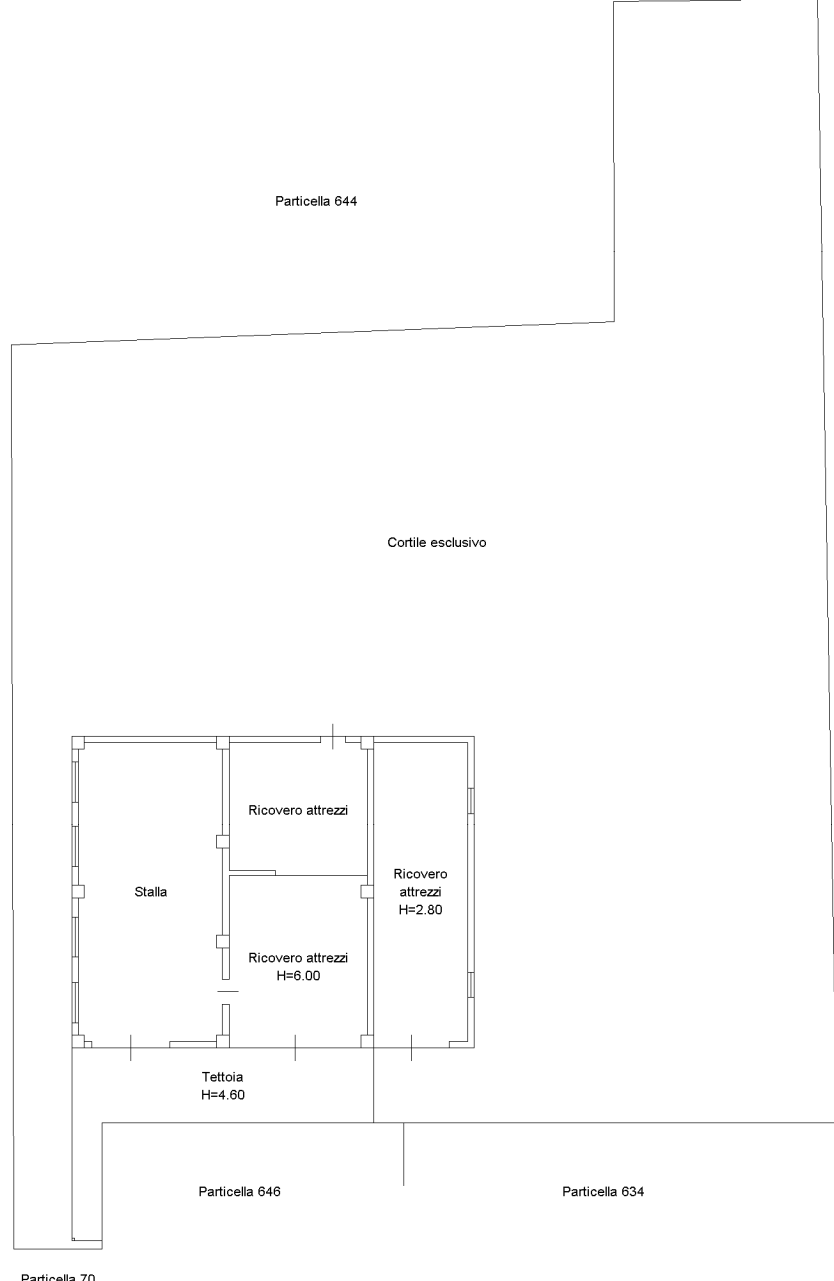 Particella 644
Cortile esclusivo
Ricovero attrezzi
Stalla
Ricovero
attrezzi
H=2.80
Ricovero attrezzi
H=6.00
Tettoia
H=4.60
Particella 646
Particella 634
Particella 70